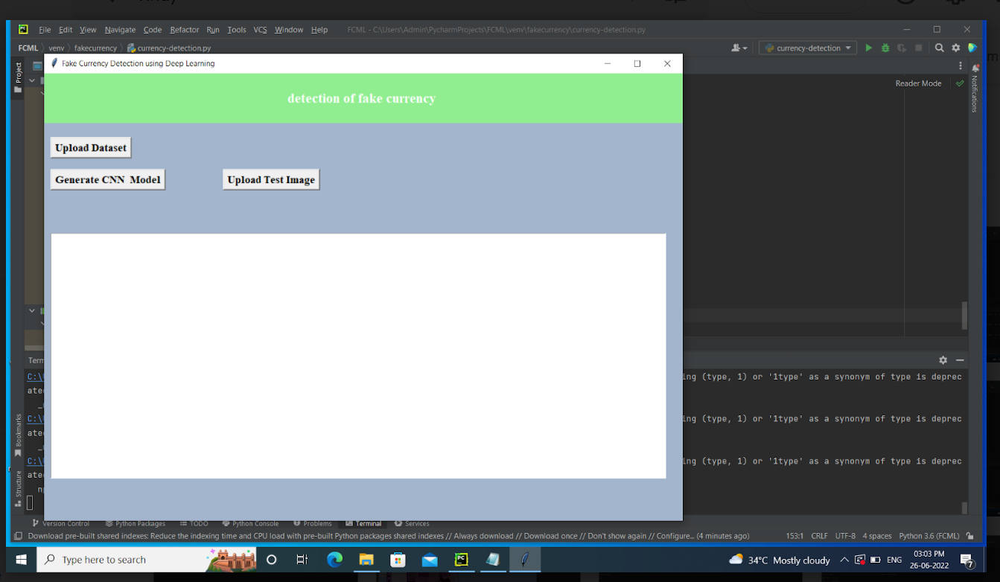 File Edit View Navigate Code Refactor Run Tools VCS Window Help FCML - C:\Users\Admin\PycharmProjects\FCML\venv\fakecurrency\currency-detection.py
FCML venv fakecurrency currency-detection.py
currency-detection
Project
Fake Currency Detection using Deep Learning
Reader Mode
Notifications
detection of fake currency
Upload Dataset
Generate CNN Model
Upload Test Image
Term
C:\
ing (type, 1) or '1type' as a synonym of type is deprec
ate
C:\
ing (type, 1) or '1type' as a synonym of type is deprec
ate
C:\
ing (type, 1) or '1type' as a synonym of type is deprec
ate
n
Bookmarks
Structure
Version Control Python Packages TODO Python Console Problems Terminal Services
Download pre-built shared indexes: Reduce the indexing time and CPU load with pre-built Python packages shared indexes // Always download // Download once // Don't show again // Configure... (4 minutes ago) 153:1 CRLF UTF-8 4 spaces Python 3.6 (FCML)
Type here to search
34°C Mostly cloudy
ENG
03:03 PM
26-06-2022
7